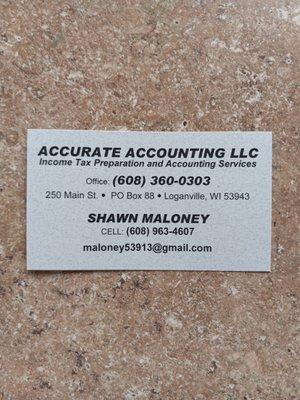 ACCURATE ACCOUNTING LLC
Income Tax Preparation and Accounting Services
Office: (608) 360-0303
250 Main St. • PO Box 88 • Loganville, WI 53943
SHAWN MALONEY
CELL: (608) 963-4607
maloney53913@gmail.com